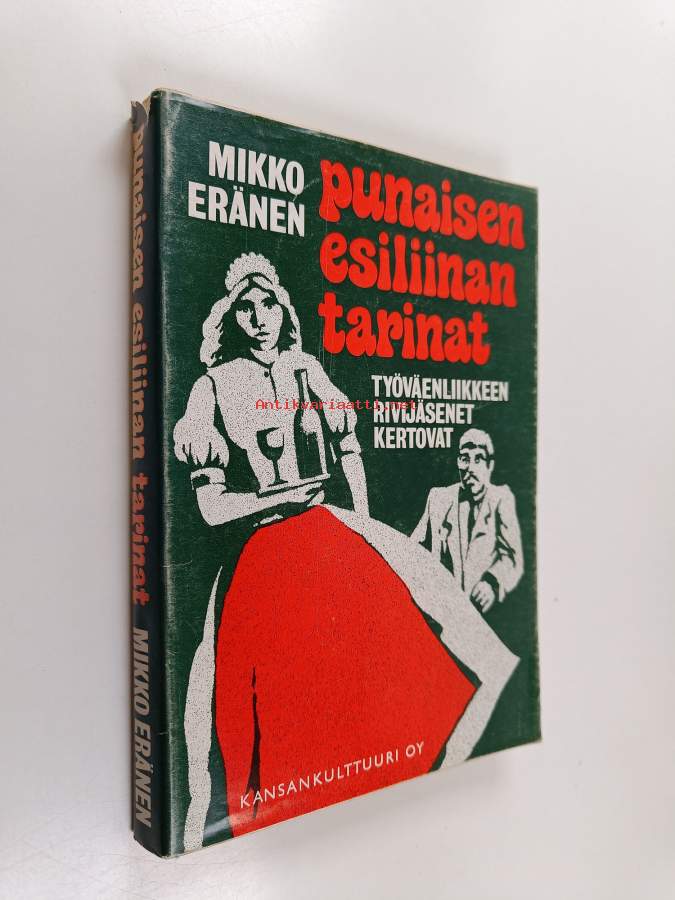 MIKKO
ERÄNEN
punaisen
esiliinan
tarinat
TYÖVÄENLIIKKEEN
RIVIJÄSENET
KERTOVAT
Antikvariaatti.net
KANSANKULTTUURI OY
punaisen esiliinan tarinat MIKKO ERÄNEN